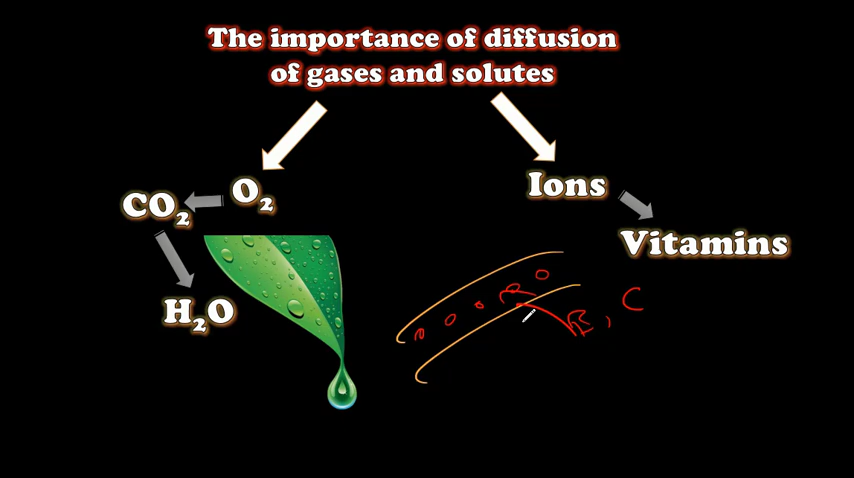 The importance of diffusion
of gases and solutes
O₂
CO₂
H₂O
Ions
Vitamins
B, C